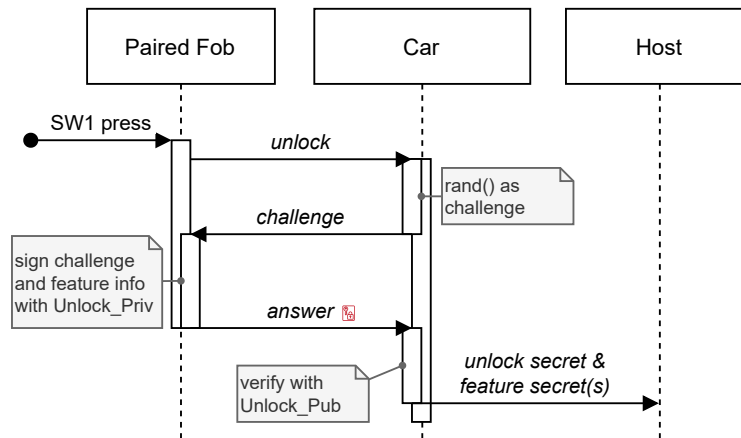 Paired Fob
Car
Host
SW1 press
unlock
rand() as
challenge
challenge
sign challenge
and feature info
with Unlock_Priv
answer
verify with
Unlock_Pub
unlock secret &
feature secret(s)